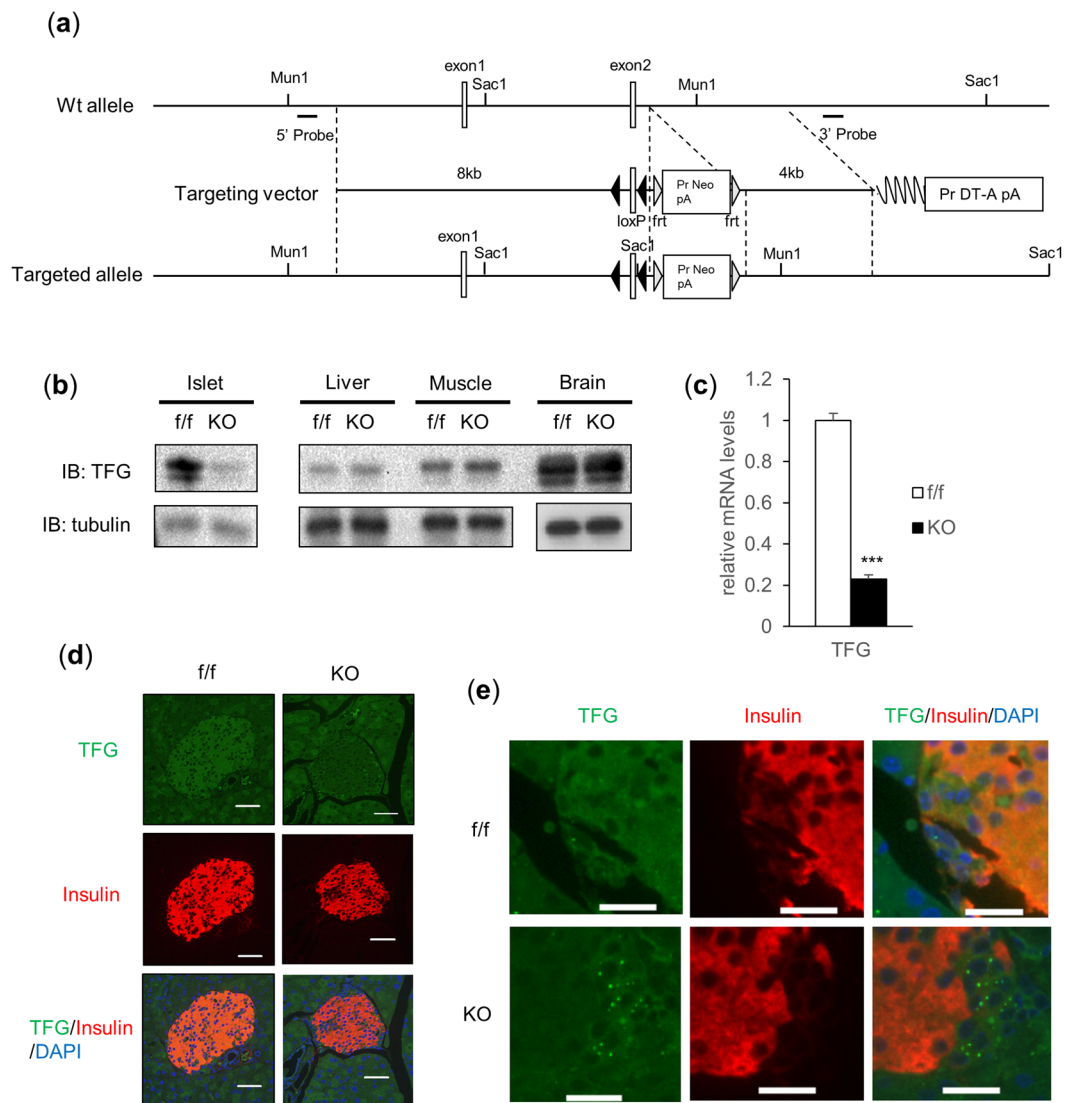 (a)
exon1
exon2
Mun1
Sac1
Mun1
Sac1
Wt allele
5’ Probe
3’ Probe
Targeting vector
8kb
Pr Neo
pA
4kb
Pr DT-A pA
loxP
frt
frt
exon1
Mun1
Sac1
Sac1
Mun1
Sac1
Targeted allele
Pr Neo
pA
(b)
Islet
Liver
Muscle
Brain
f/f KO
f/f KO
f/f KO
f/f KO
IB: TFG
IB: tubulin
(c)
relative mRNA levels
1.2
1
0.8
0.6
0.4
0.2
0
***
TFG
f/f
KO
(d)
f/f
KO
TFG
Insulin
TFG/Insulin
/DAPI
(e)
TFG
Insulin
TFG/Insulin/DAPI
f/f
KO